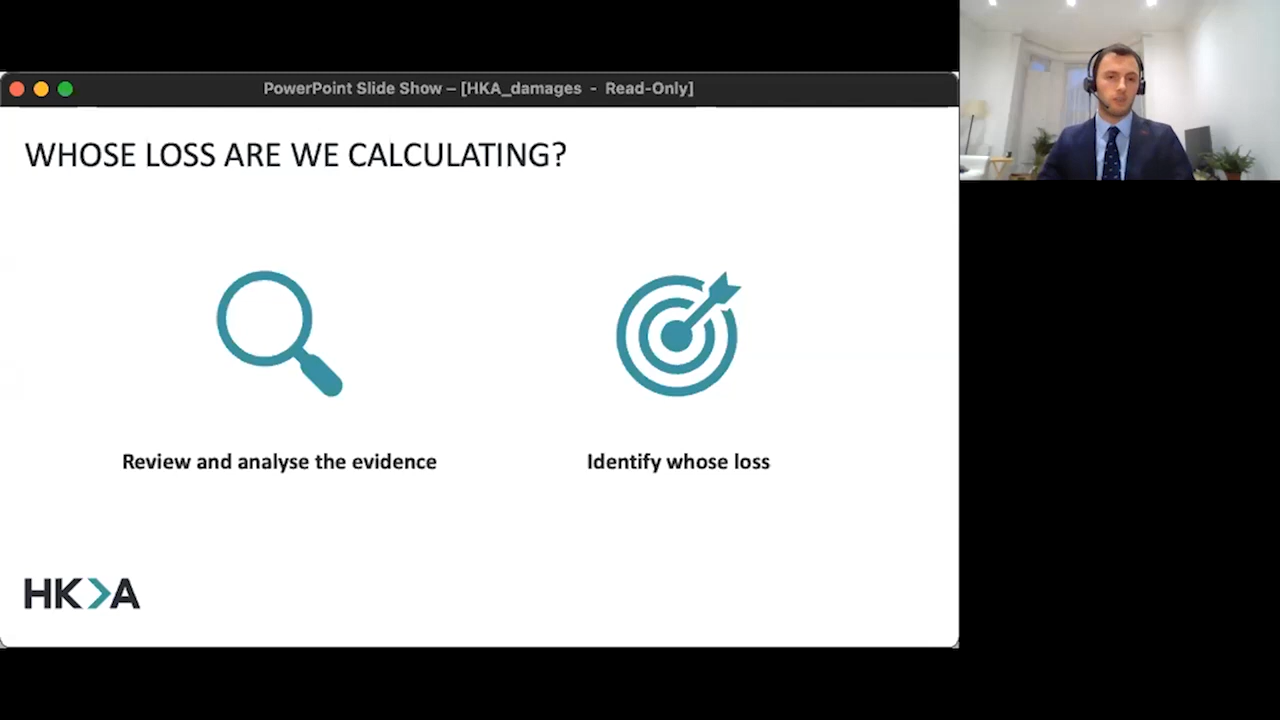 PowerPoint Slide Show – [HKA_damages - Read-Only]
WHOSE LOSS ARE WE CALCULATING?
Review and analyse the evidence
Identify whose loss
HKA